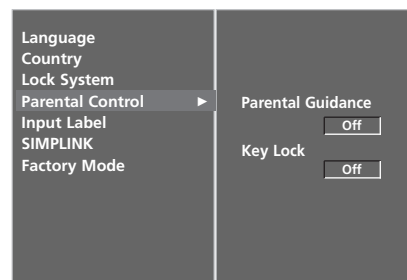 Language
Country
Lock System
Parental Control ►
Input Label
SIMPLINK
Factory Mode
Parental Guidance
Off
Key Lock
Off